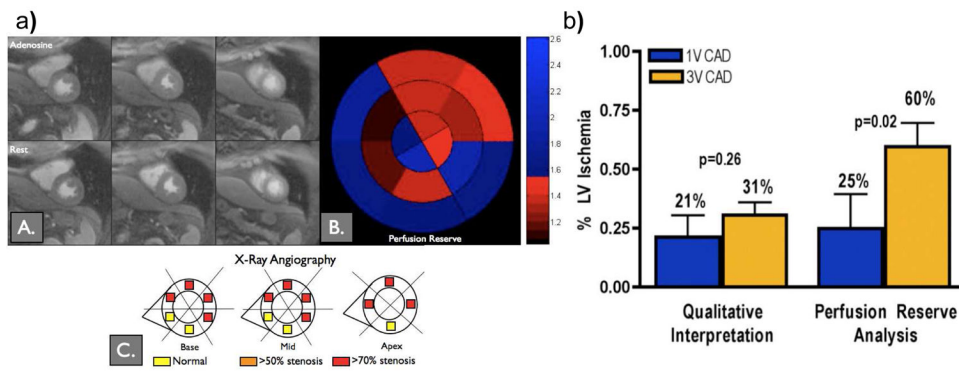 a)
Adenosine
Rest
A.
B.
Perfusion Reserve
2.6
2.4
2.2
2
1.8
1.6
1.4
1.2
X-Ray Angiography
Base
Mid
Apex
C.
Normal
>50% stenosis
>70% stenosis
b)
% LV Ischemia
1.00
0.75
0.50
0.25
0.00
1V CAD
3V CAD
p=0.26
21%
31%
p=0.02
25%
60%
Qualitative
Interpretation
Perfusion Reserve
Analysis